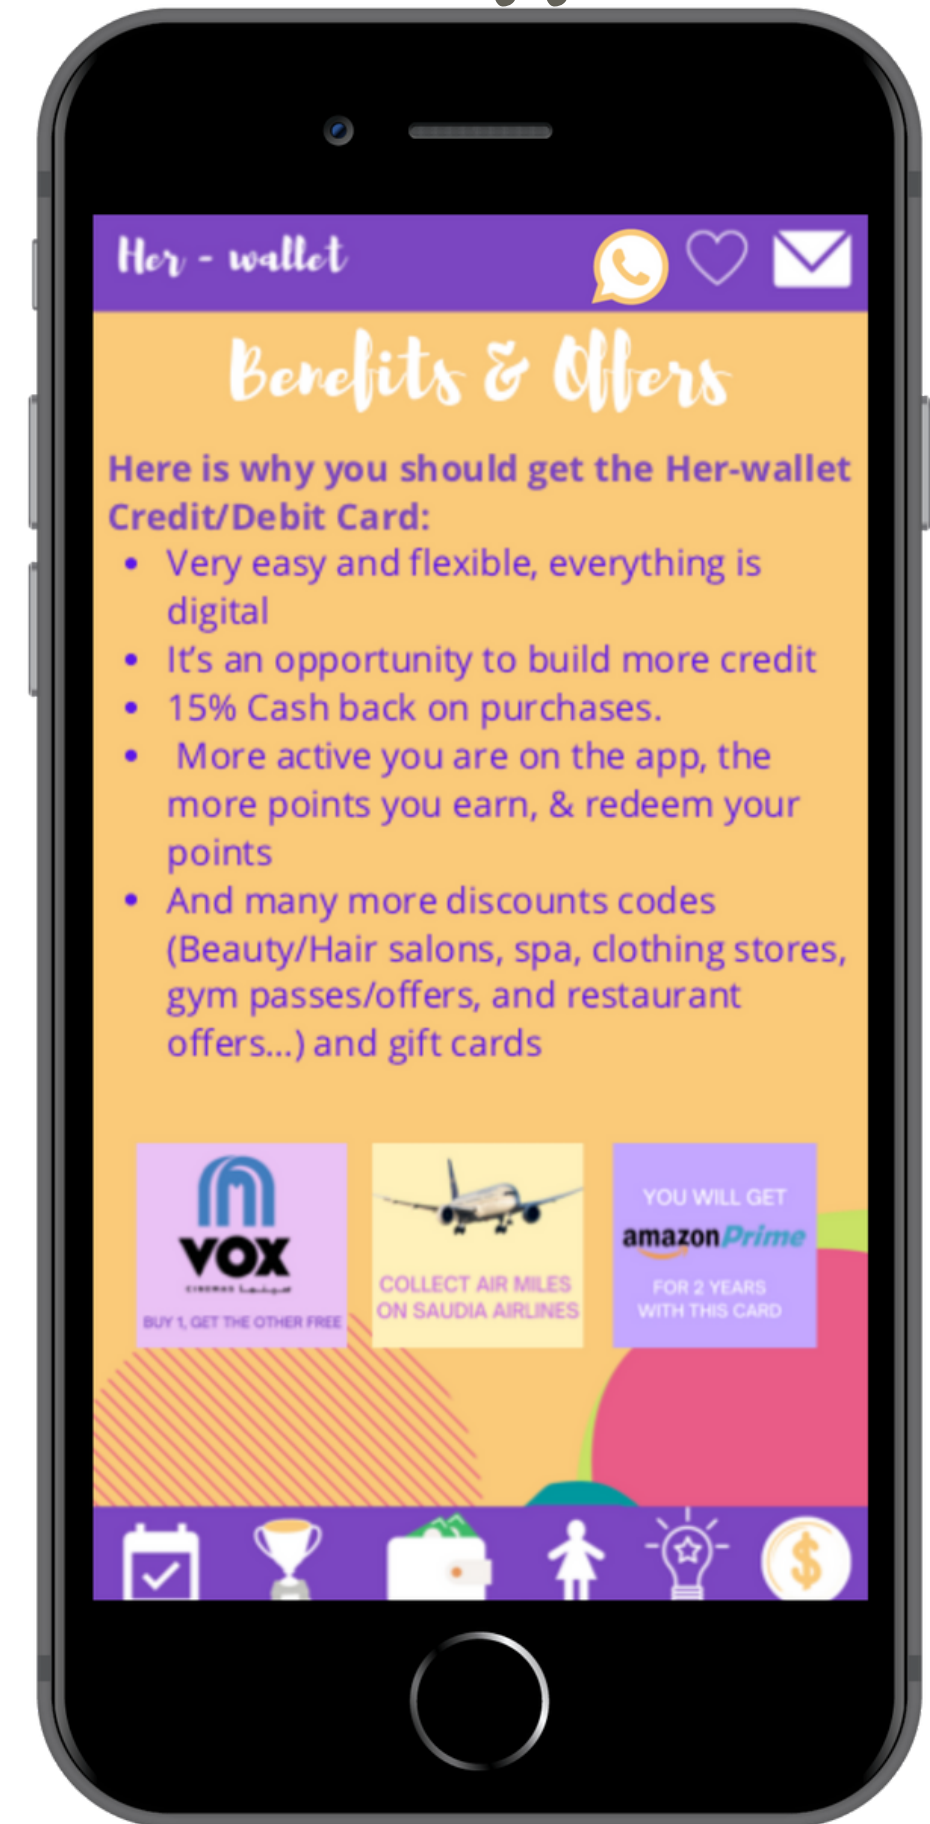 Her - wallet
Benefits & Offers
Here is why you should get the Her-wallet
Credit/Debit Card:
• Very easy and flexible, everything is
digital
• It's an opportunity to build more credit
• 15% Cash back on purchases.
• More active you are on the app, the
more points you earn, & redeem your
points
• And many more discounts codes
(Beauty/Hair salons, spa, clothing stores,
gym passes/offers, and restaurant
offers...) and gift cards
VOX
CINEMAS سينما
BUY 1, GET THE OTHER FREE
COLLECT AIR MILES
ON SAUDIA AIRLINES
YOU WILL GET
amazon Prime
FOR 2 YEARS
WITH THIS CARD